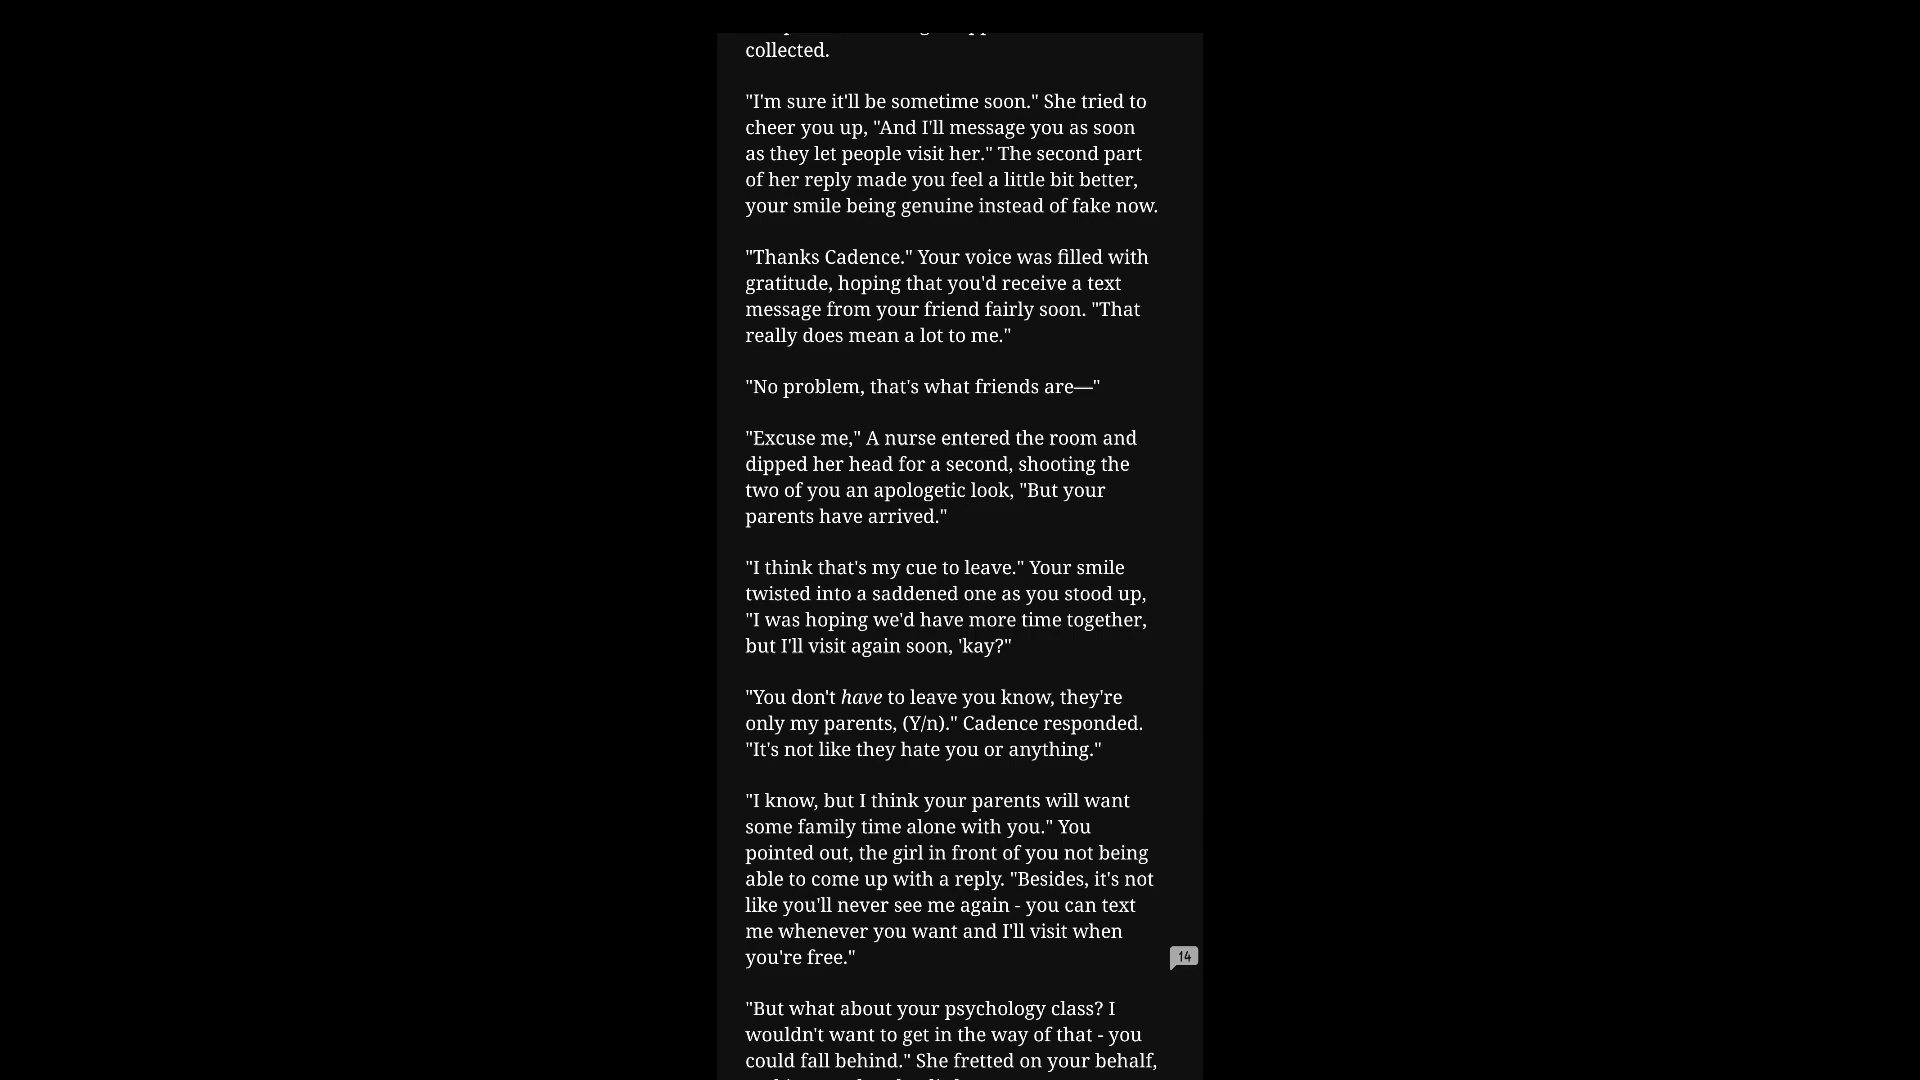 collected.
"I'm sure it'll be sometime soon." She tried to
cheer you up, "And I'll message you as soon
as they let people visit her." The second part
of her reply made you feel a little bit better,
your smile being genuine instead of fake now.
"Thanks Cadence." Your voice was filled with
gratitude, hoping that you'd receive a text
message from your friend fairly soon. "That
really does mean a lot to me."
"No problem, that's what friends are—"
"Excuse me," A nurse entered the room and
dipped her head for a second, shooting the
two of you an apologetic look, "But your
parents have arrived."
"I think that's my cue to leave." Your smile
twisted into a saddened one as you stood up,
"I was hoping we'd have more time together,
but I'll visit again soon, 'kay?"
"You don't have to leave you know, they're
only my parents, (Y/n)." Cadence responded.
"It's not like they hate you or anything."
"I know, but I think your parents will want
some family time alone with you." You
pointed out, the girl in front of you not being
able to come up with a reply. "Besides, it's not
like you'll never see me again - you can text
me whenever you want and I'll visit when
you're free."
14
"But what about your psychology class? I
wouldn't want to get in the way of that - you
could fall behind." She fretted on your behalf,